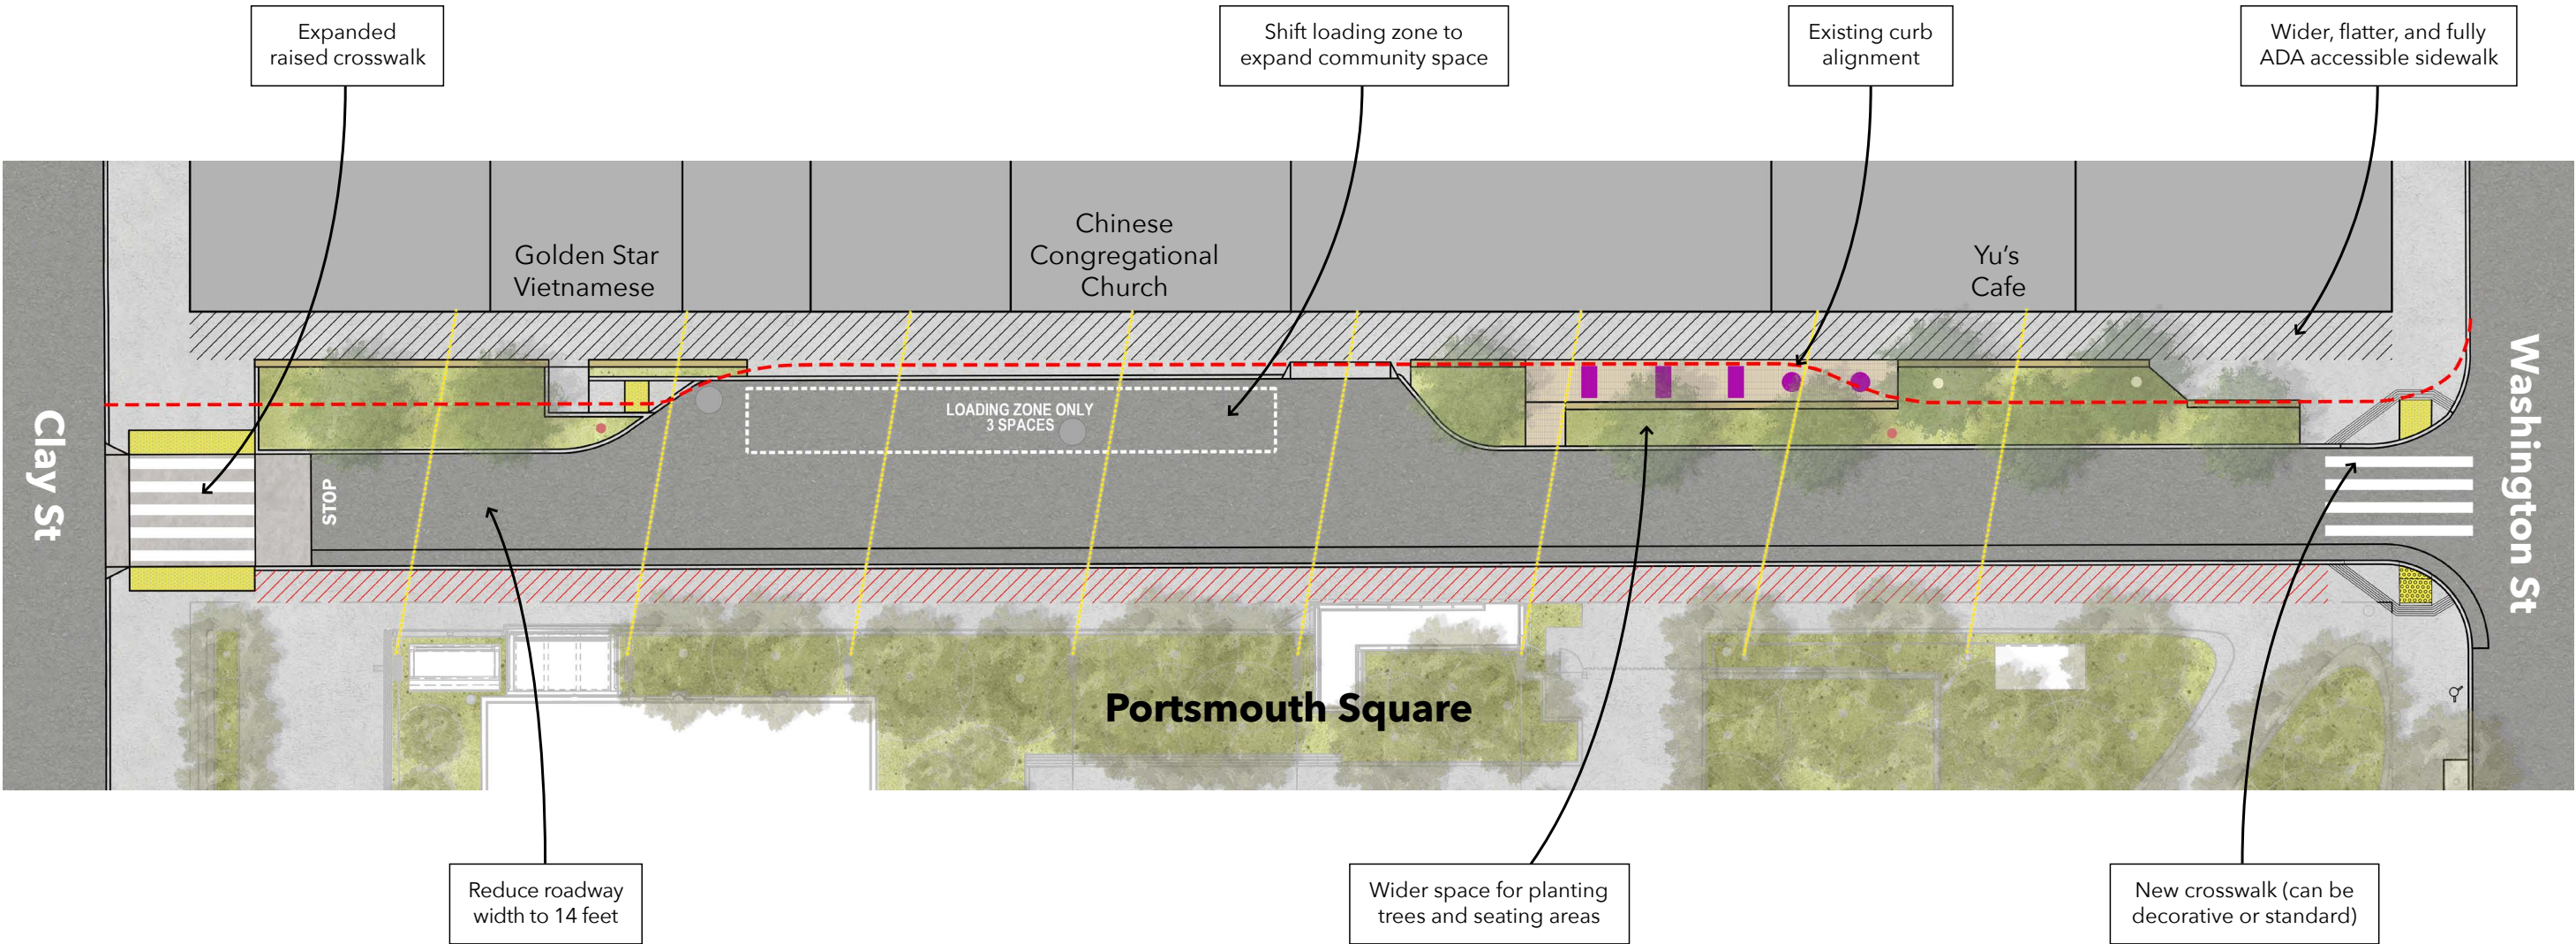 Expanded
raised crosswalk
Shift loading zone to
expand community space
Existing curb
alignment
Wider, flatter, and fully
ADA accessible sidewalk
Golden Star
Vietnamese
Chinese
Congregational
Church
Yu's
Cafe
Clay St
STOP
LOADING ZONE ONLY
3 SPACES
Washington St
Portsmouth Square
Reduce roadway
width to 14 feet
Wider space for planting
trees and seating areas
New crosswalk (can be
decorative or standard)